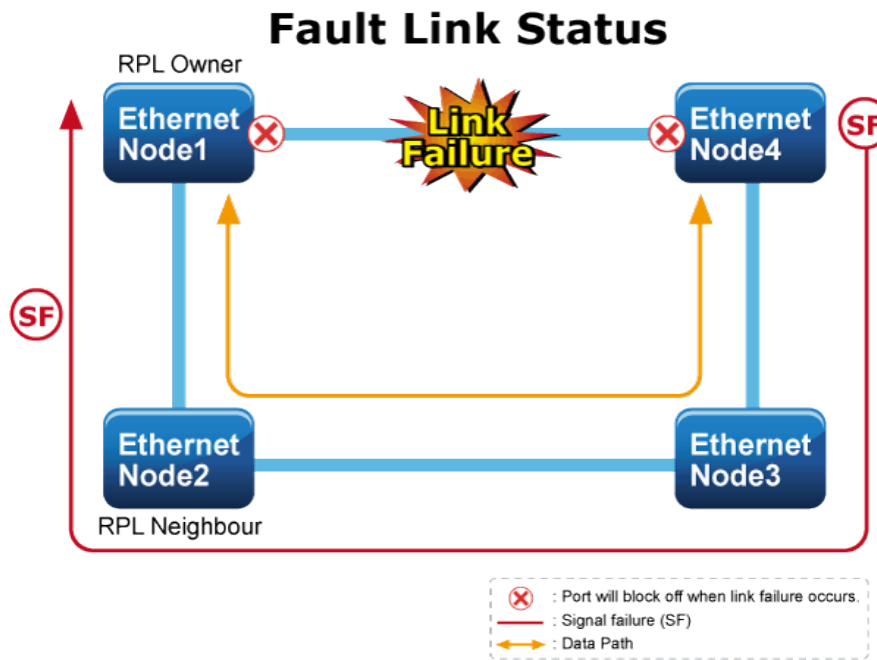 Fault Link Status
RPL Owner
Ethernet
Node1
Link
Failure
Ethernet
Node4
SF
SF
Ethernet
Node2
Ethernet
Node3
RPL Neighbour
: Port will block off when link failure occurs.
: Signal failure (SF)
: Data Path